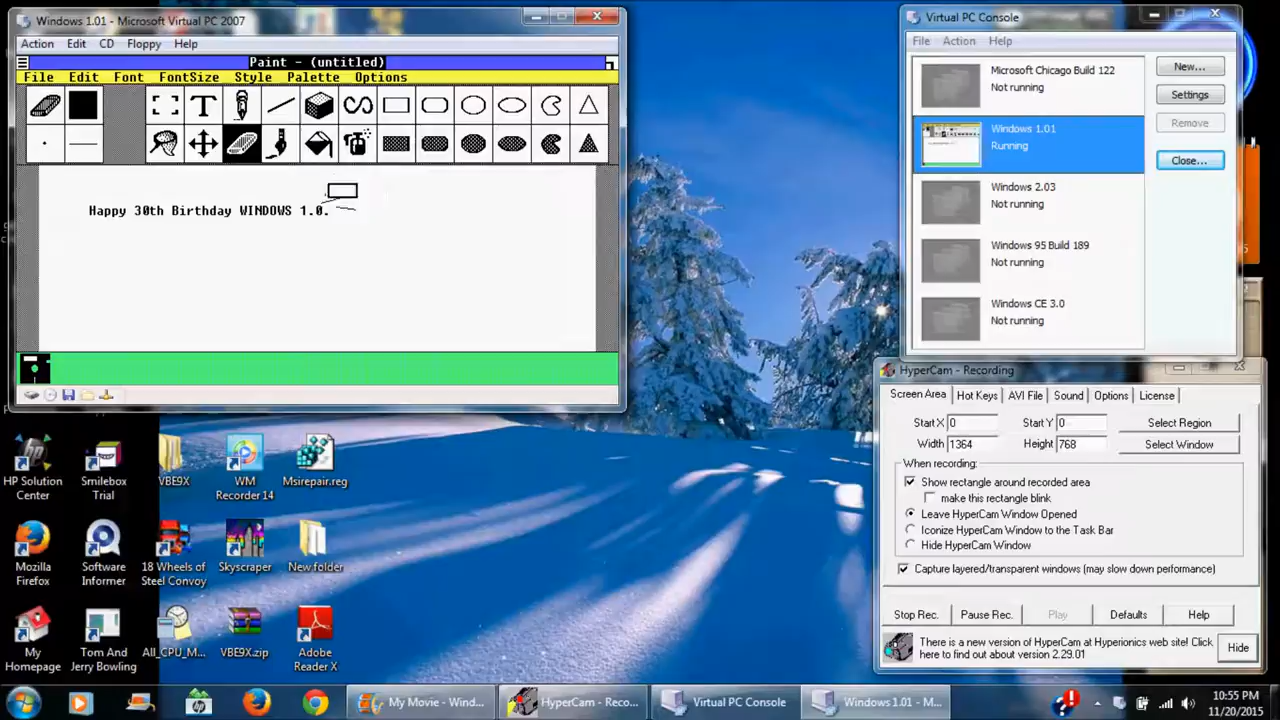 Windows 1.01 - Microsoft Virtual PC 2007
Action Edit CD Floppy Help
Paint - (untitled)
File Edit Font FontSize Style Palette Options
T
Happy 30th Birthday WINDOWS 1.0.
Virtual PC Console
File Action Help
Microsoft Chicago Build 122
Not running
Windows 1.01
Running
Windows 2.03
Not running
Windows 95 Build 189
Not running
Windows CE 3.0
Not running
New...
Settings
Remove
Close...
HyperCam - Recording
Screen Area Hot Keys AVI File Sound Options License
Start X 0 Start Y 0 Select Region
Width 1364 Height 768 Select Window
When recording:
Show rectangle around recorded area
make this rectangle blink
Leave HyperCam Window Opened
Iconize HyperCam Window to the Task Bar
Hide HyperCam Window
Capture layered/transparent windows (may slow down performance)
Stop Rec. Pause Rec. Play Defaults Help
There is a new version of HyperCam at Hyperionics web site! Click
here to find out about version 2.29.01
Hide
HP Solution
Center
Smilebox
Trial
VBE9X
WM
Recorder 14
Msirepair.reg
Mozilla
Firefox
Software
Informer
18 Wheels of
Steel Convoy
Skyscraper
New folder
My
Homepage
Tom And
Jerry Bowling
All_CPU_M...
VBE9X.zip
Adobe
Reader X
My Movie - Wind...
HyperCam - Reco...
Virtual PC Console
Windows 1.01 - M...
10:55 PM
11/20/2015